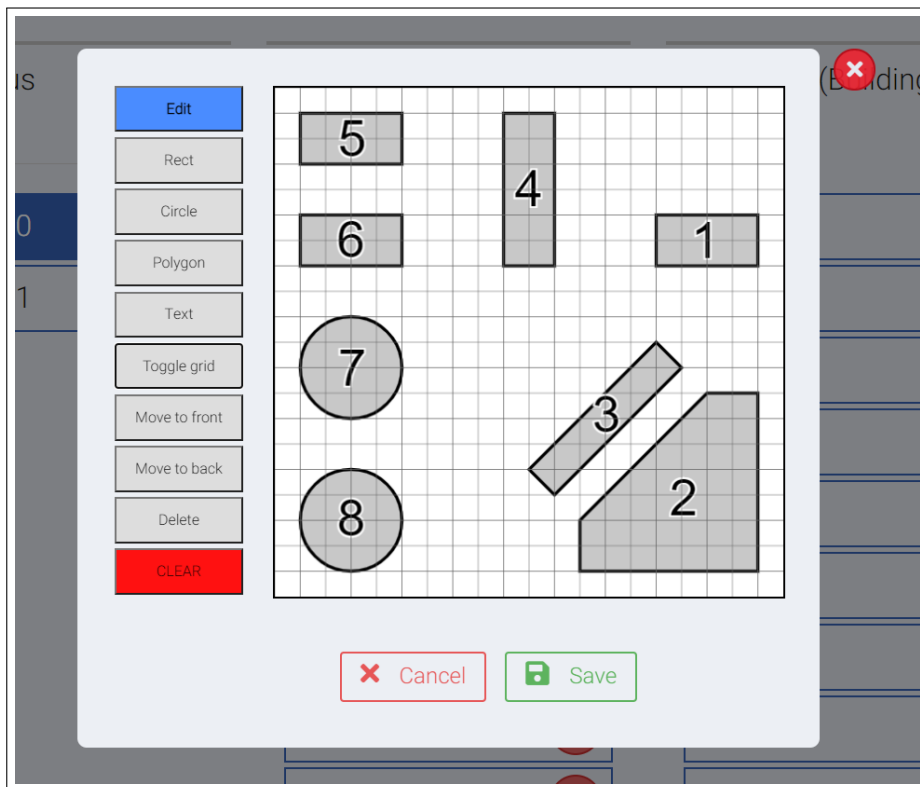 us
(Building
0
1
Edit
Rect
Circle
Polygon
Text
Toggle grid
Move to front
Move to back
Delete
CLEAR
5
4
6
1
7
3
2
8
Cancel
Save